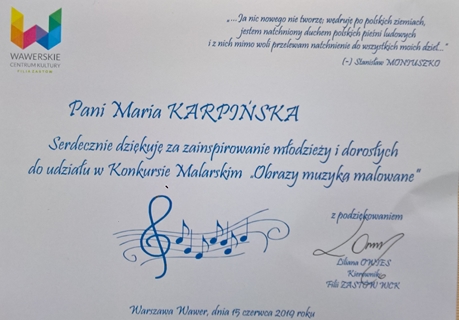 WAWERSKIE
CENTRUM KULTURY
FILIA ZASTÓW
"...Ja nic nowego nie tworzę; wędruję po polskich ziemiach,
jestem natchniony duchem polskich pieśni ludowych
i z nich mimo woli przelewam natchnienie do wszystkich moich dzieł..."
(-) Stanisław MONIUSZKO
Pani Maria KARPIŃSKA
Serdecznie dziękuję za zainspirowanie młodzieży i dorosłych
do udziału w Konkursie Malarskim „Obrazy muzyką malowane"
z podziękowaniem
Liliana
Kierownik
Filii ZASTÓW WCK
Warszawa Wawer, dnia 15 czerwca 2019 roku